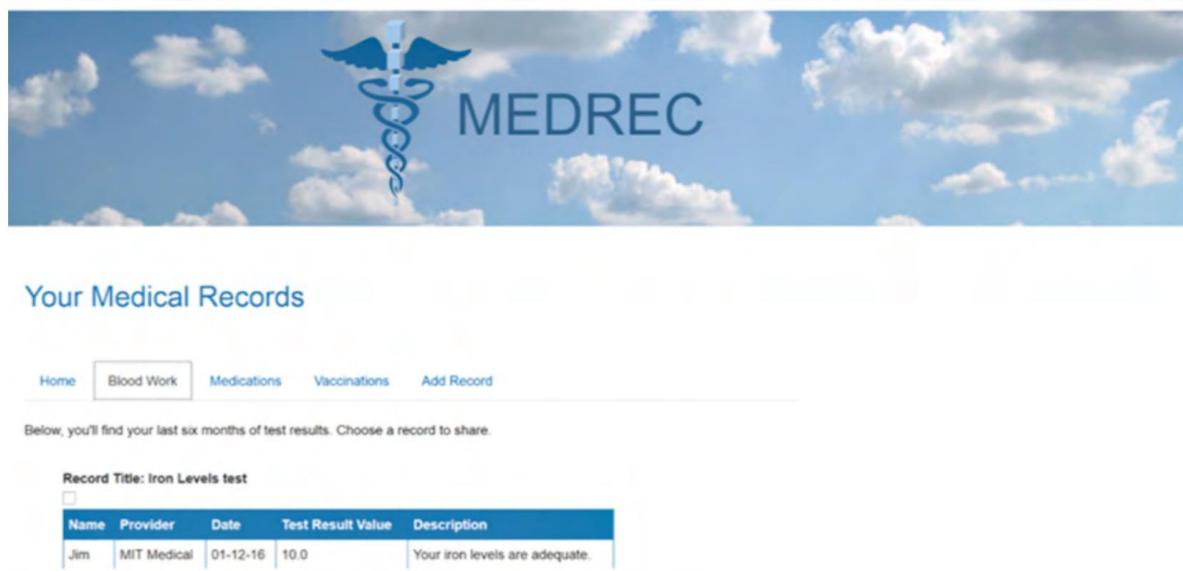 MEDREC
Your Medical Records
Home Blood Work Medications Vaccinations Add Record
Below, you'll find your last six months of test results. Choose a record to share.
Record Title: Iron Levels test
Name Provider Date Test Result Value Description
Jim MIT Medical 01-12-16 10.0 Your iron levels are adequate.